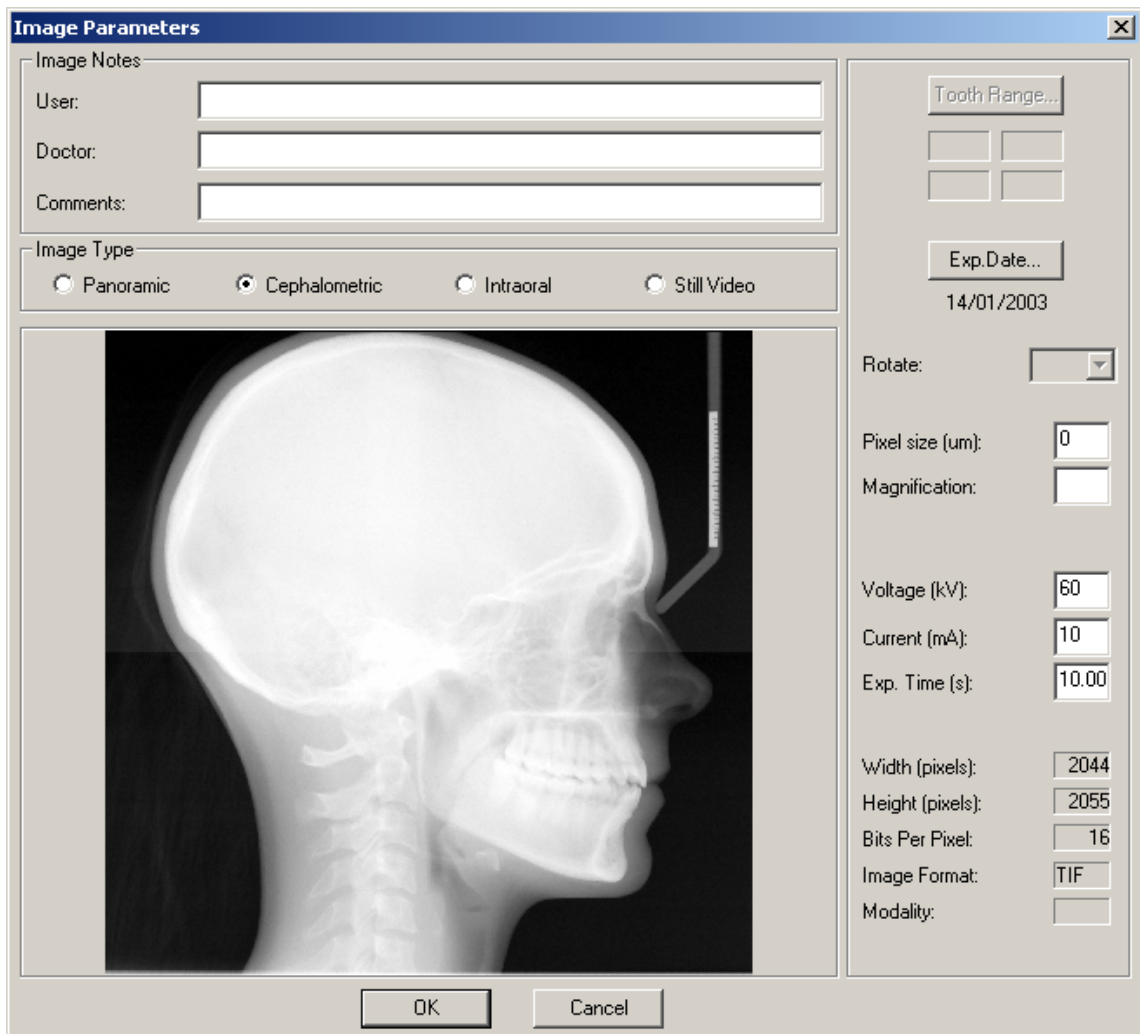 Image Parameters
Image Notes
User:
Doctor:
Comments:
Image Type
Panoramic Cephalometric Intraoral Still Video
Tooth Range...
Exp.Date...
14/01/2003
Rotate:
Pixel size (um): 0
Magnification:
Voltage (kV): 60
Current (mA): 10
Exp. Time (s): 10.00
Width (pixels): 2044
Height (pixels): 2055
Bits Per Pixel: 16
Image Format: TIF
Modality:
OK Cancel